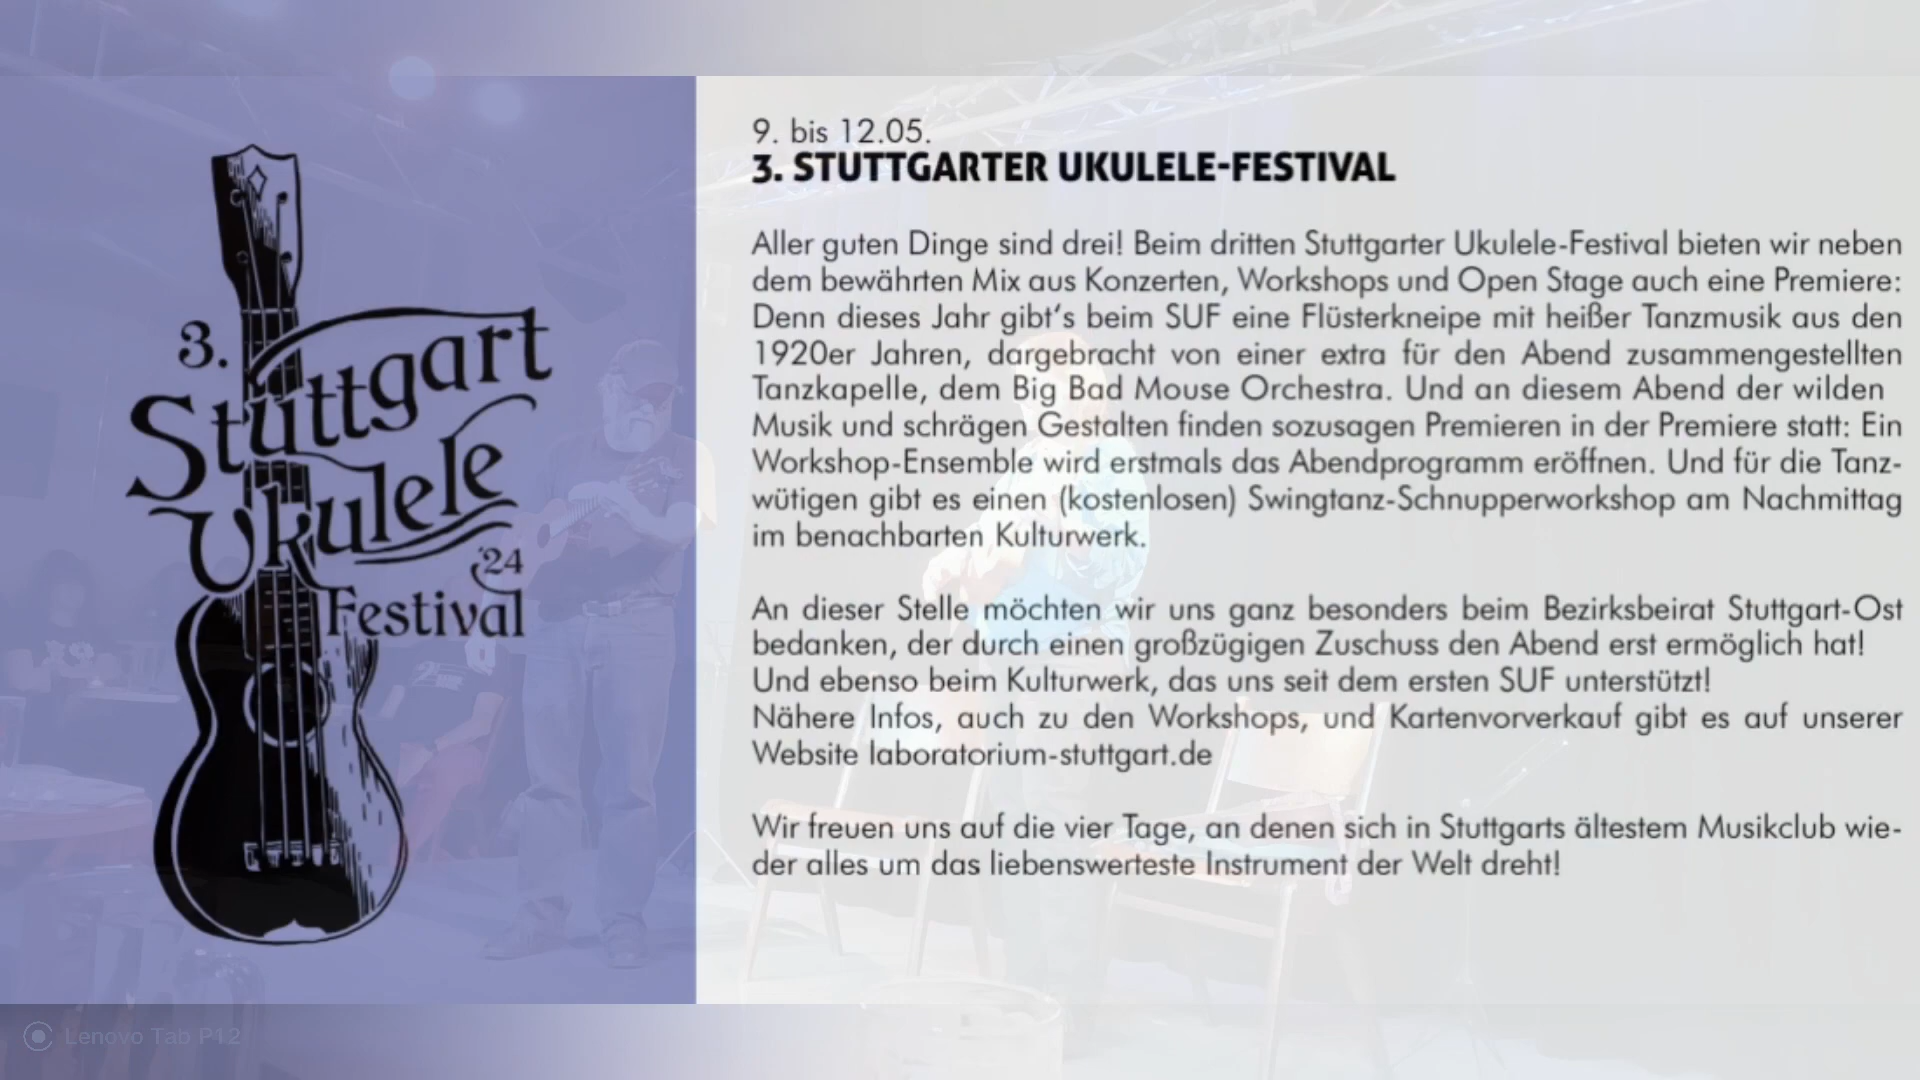 3.
Stuttgart
Ukulele
'24
Festival
9. bis 12.05.
3. STUTTGARTER UKULELE-FESTIVAL
Aller guten Dinge sind drei! Beim dritten Stuttgarter Ukulele-Festival bieten wir neben
dem bewährten Mix aus Konzerten, Workshops und Open Stage auch eine Premiere:
Denn dieses Jahr gibt's beim SUF eine Flüsterkneipe mit heißer Tanzmusik aus den
1920er Jahren, dargebracht von einer extra für den Abend zusammengestellten
Tanzkapelle, dem Big Bad Mouse Orchestra. Und an diesem Abend der wilden
Musik und schrägen Gestalten finden sozusagen Premieren in der Premiere statt: Ein
Workshop-Ensemble wird erstmals das Abendprogramm eröffnen. Und für die Tanz-
wütigen gibt es einen (kostenlosen) Swingtanz-Schnupperworkshop am Nachmittag
im benachbarten Kulturwerk.
An dieser Stelle möchten wir uns ganz besonders beim Bezirksbeirat Stuttgart-Ost
bedanken, der durch einen großzügigen Zuschuss den Abend erst ermöglich hat!
Und ebenso beim Kulturwerk, das uns seit dem ersten SUF unterstützt!
Nähere Infos, auch zu den Workshops, und Kartenvorverkauf gibt es auf unserer
Website laboratorium-stuttgart.de
Wir freuen uns auf die vier Tage, an denen sich in Stuttgarts ältestem Musikclub wie-
der alles um das liebenswerteste Instrument der Welt dreht!
Lenovo Tab P12